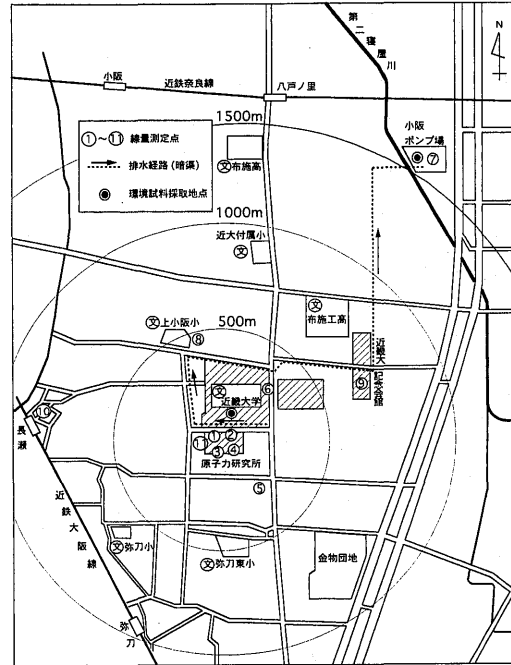 N
第二寝屋川
小阪
近鉄奈良線
八戸ノ里
1500m
①～⑪ 線量測定点
排水経路(暗渠)
環境試料採取地点
小阪
ポンプ場
⑦
文布施高
1000m
近大付属小
文
文上小阪小
⑧
500m
文
布施工高
近畿大
記念会館
⑨
文
近畿大学
⑥
⑩
長瀬
⑪
①
②
③
④
原子力研究所
⑤
近鉄大阪線
文弥刀小
文弥刀東小
金物団地
弥刀